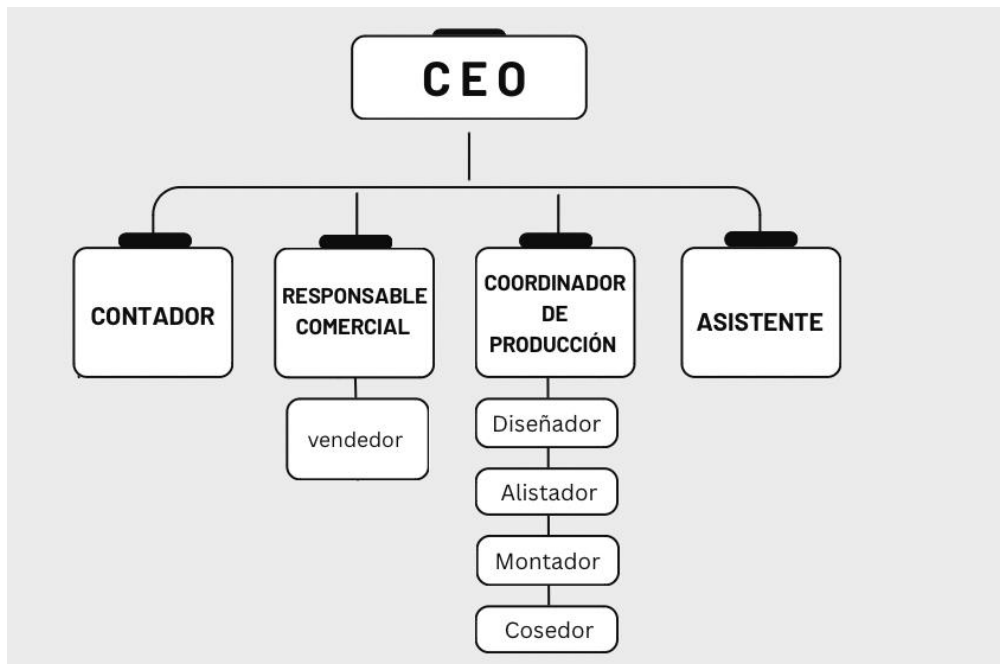 CEO
CONTADOR
RESPONSABLE
COMERCIAL
COORDINADOR
DE
PRODUCCIÓN
ASISTENTE
vendedor
Diseñador
Alistador
Montador
Cosedor